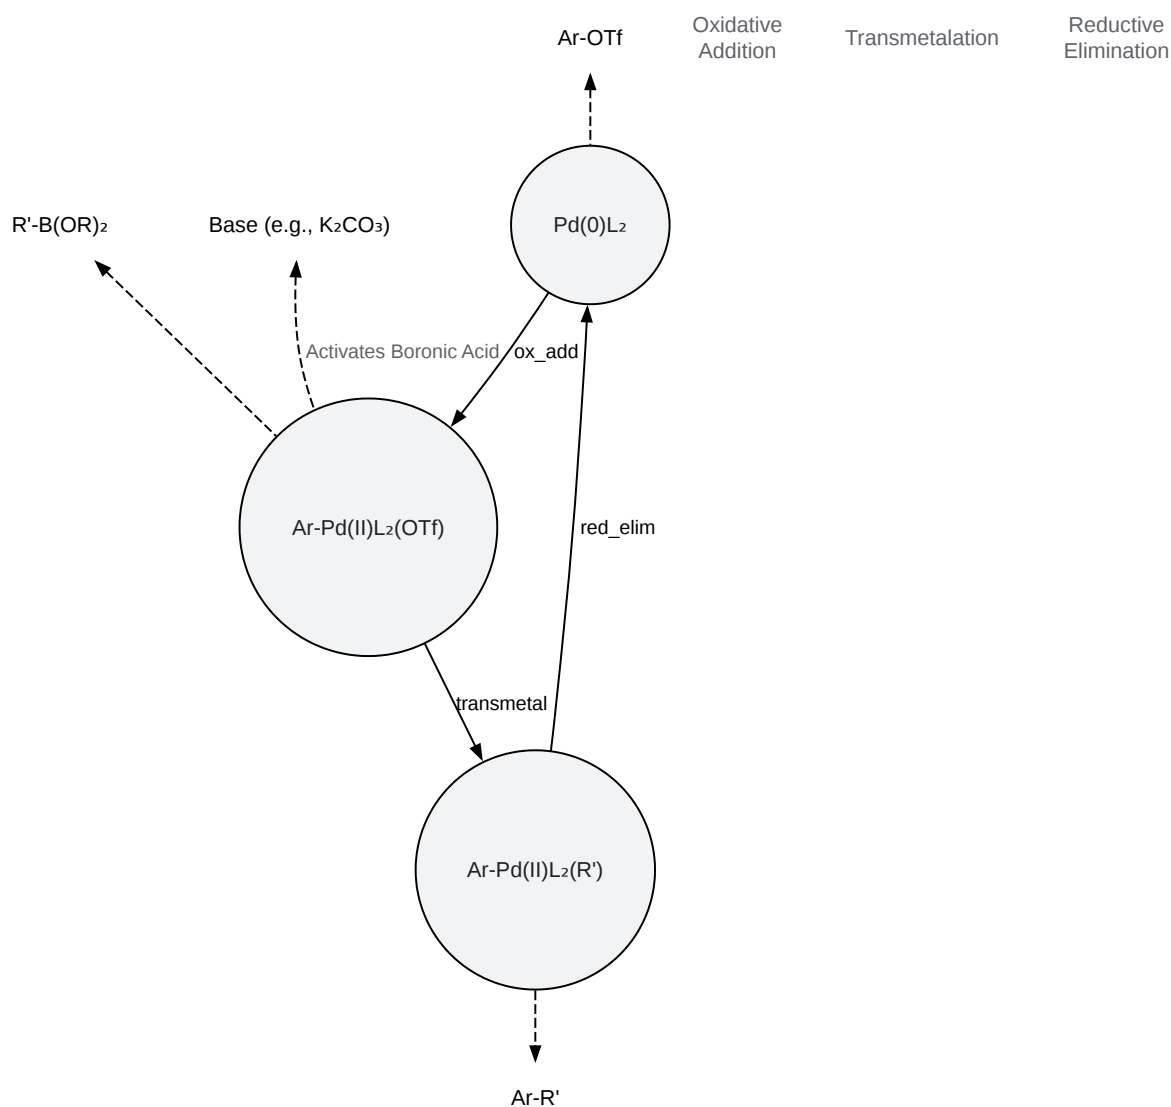 Ar-OTf
Oxidative
Addition
Transmetalation
Reductive
Elimination
R'-B(OR)₂
Base (e.g., K₂CO₃)
Pd(0)L₂
Activates Boronic Acid
ox_add
Ar-Pd(II)L₂(OTf)
red_elim
transmetal
Ar-Pd(II)L₂(R')
Ar-R'